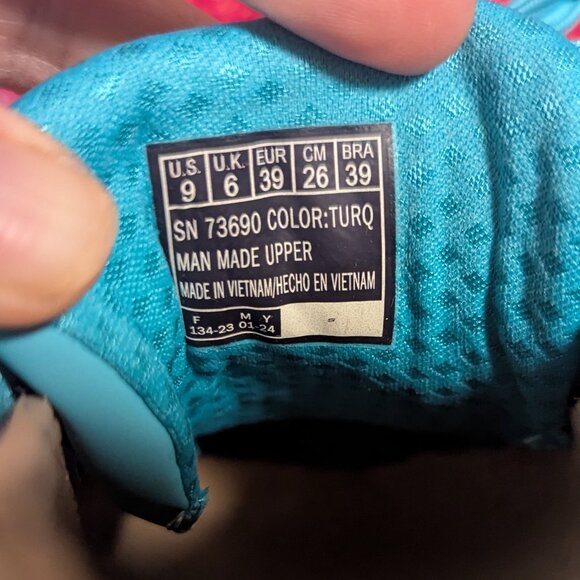 U.S. U.K. EUR CM BRA
9 6 39 26 39
SN 73690 COLOR:TURQ
MAN MADE UPPER
MADE IN VIETNAM/HECHO EN VIETNAM
F M Y
134-23 01-24